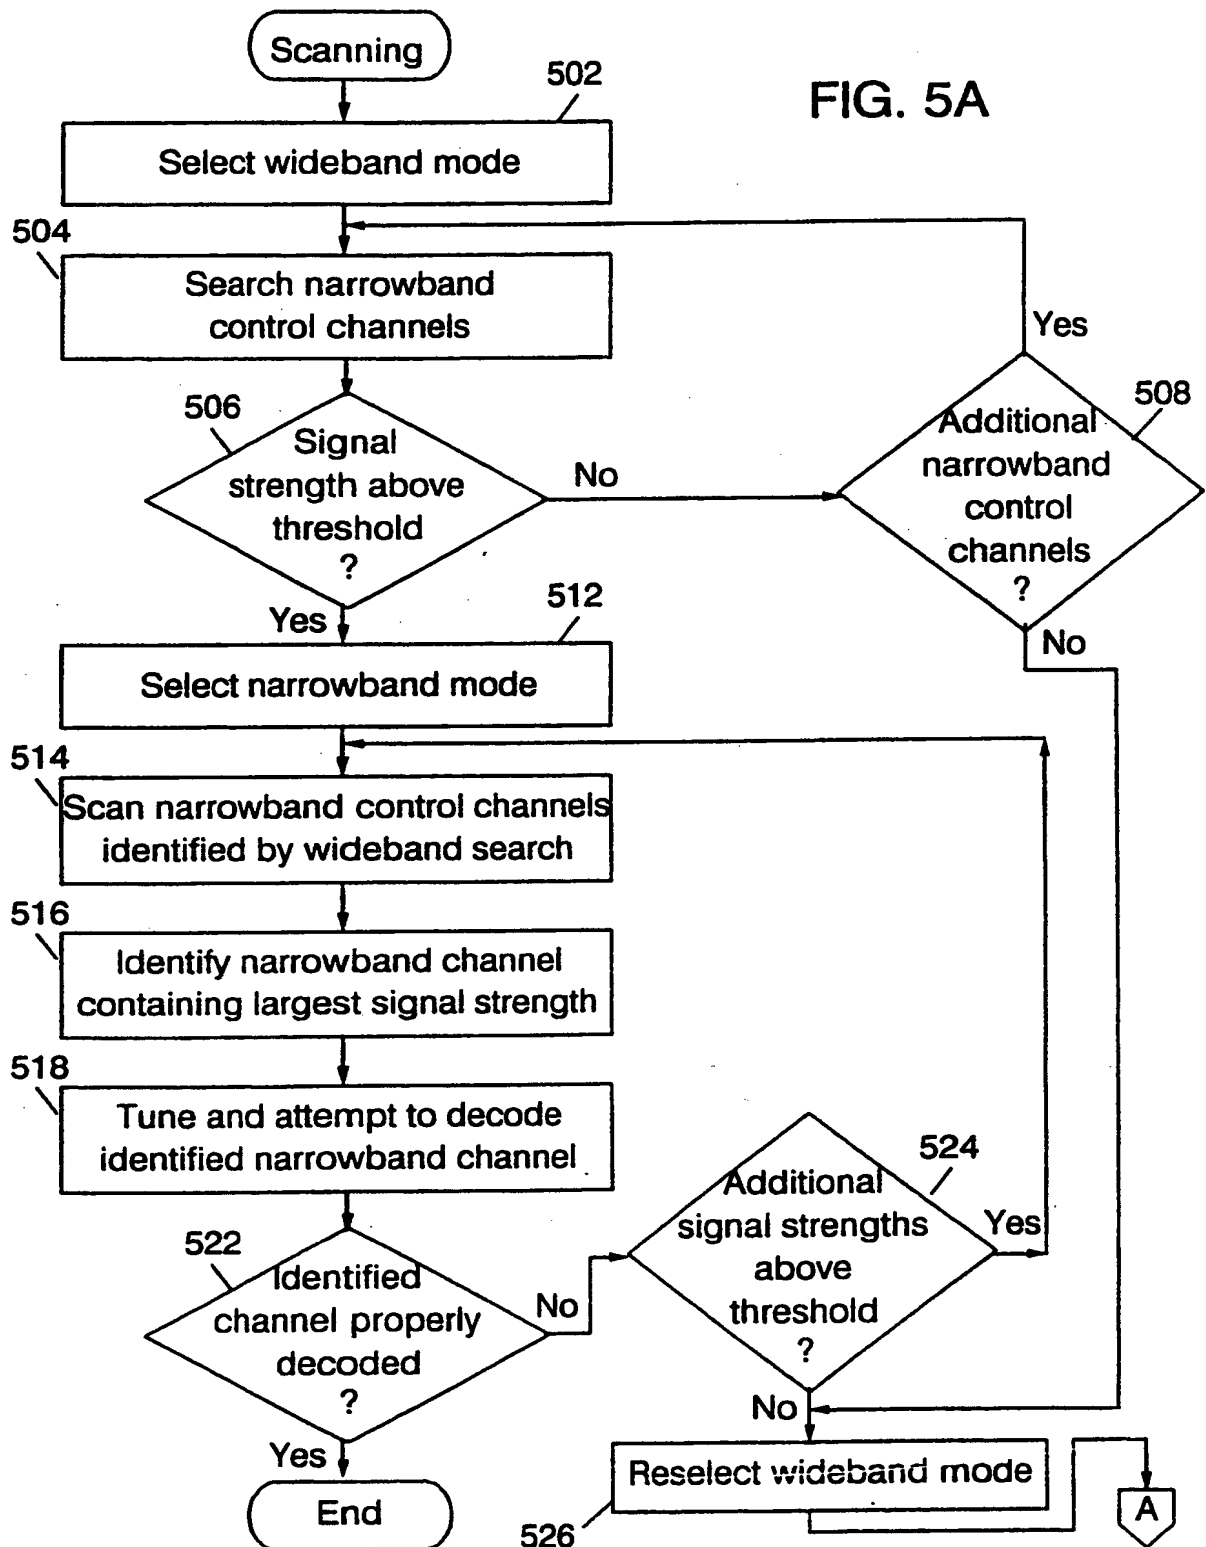 Scanning
FIG. 5A
502
Select wideband mode
504
Search narrowband
control channels
Yes
506
Signal
strength above
threshold
?
No
508
Additional
narrowband
control
channels
?
Yes
512
No
Select narrowband mode
514
Scan narrowband control channels
identified by wideband search
516
Identify narrowband channel
containing largest signal strength
518
Tune and attempt to decode
identified narrowband channel
524
Additional
signal strengths
above
threshold
?
Yes
522
Identified
channel properly
decoded
?
No
Yes
No
End
Reselect wideband mode
526
A